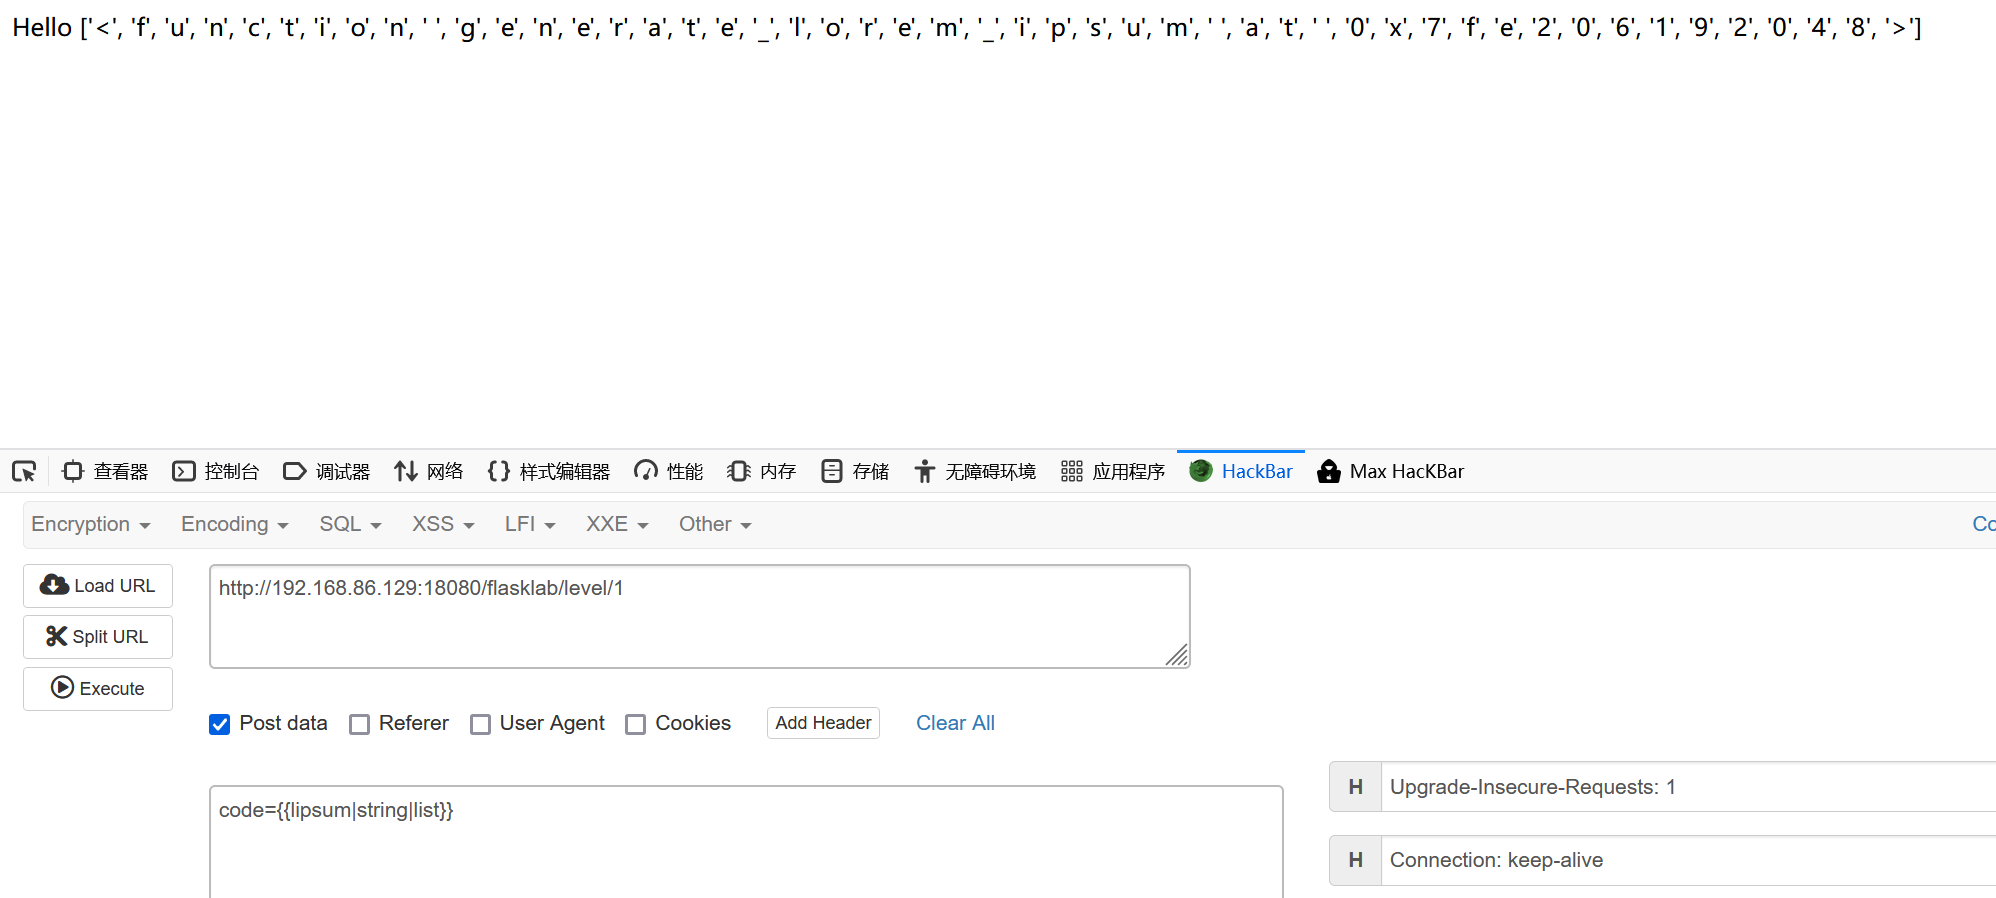 Hello ['<', 'f', 'u', 'n', 'c', 't', 'i', 'o', 'n', ' ', 'g', 'e', 'n', 'e', 'r', 'a', 't', 'e', '_', 'l', 'o', 'r', 'e', 'm', '_', 'i', 'p', 's', 'u', 'm', ' ', 'a', 't', ' ', '0', 'x', '7', 'f', 'e', '2', '0', '6', '1', '9', '2', '0', '4', '8', '>']
查看器 控制台 调试器 网络 样式编辑器 性能 内存 存储 无障碍环境 应用程序 HackBar Max HacKBar
Encryption Encoding SQL XSS LFI XXE Other Co
Load URL
http://192.168.86.129:18080/flasklab/level/1
Split URL
Execute
Post data Referer User Agent Cookies Add Header Clear All
H Upgrade-Insecure-Requests: 1
code={{lipsum|string|list}}
H Connection: keep-alive